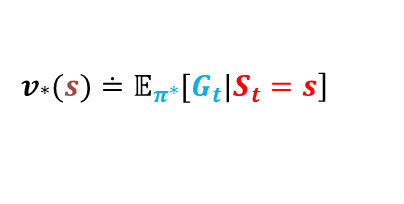 v*(s) ≐ 𝔼π*[Gt|St = s]